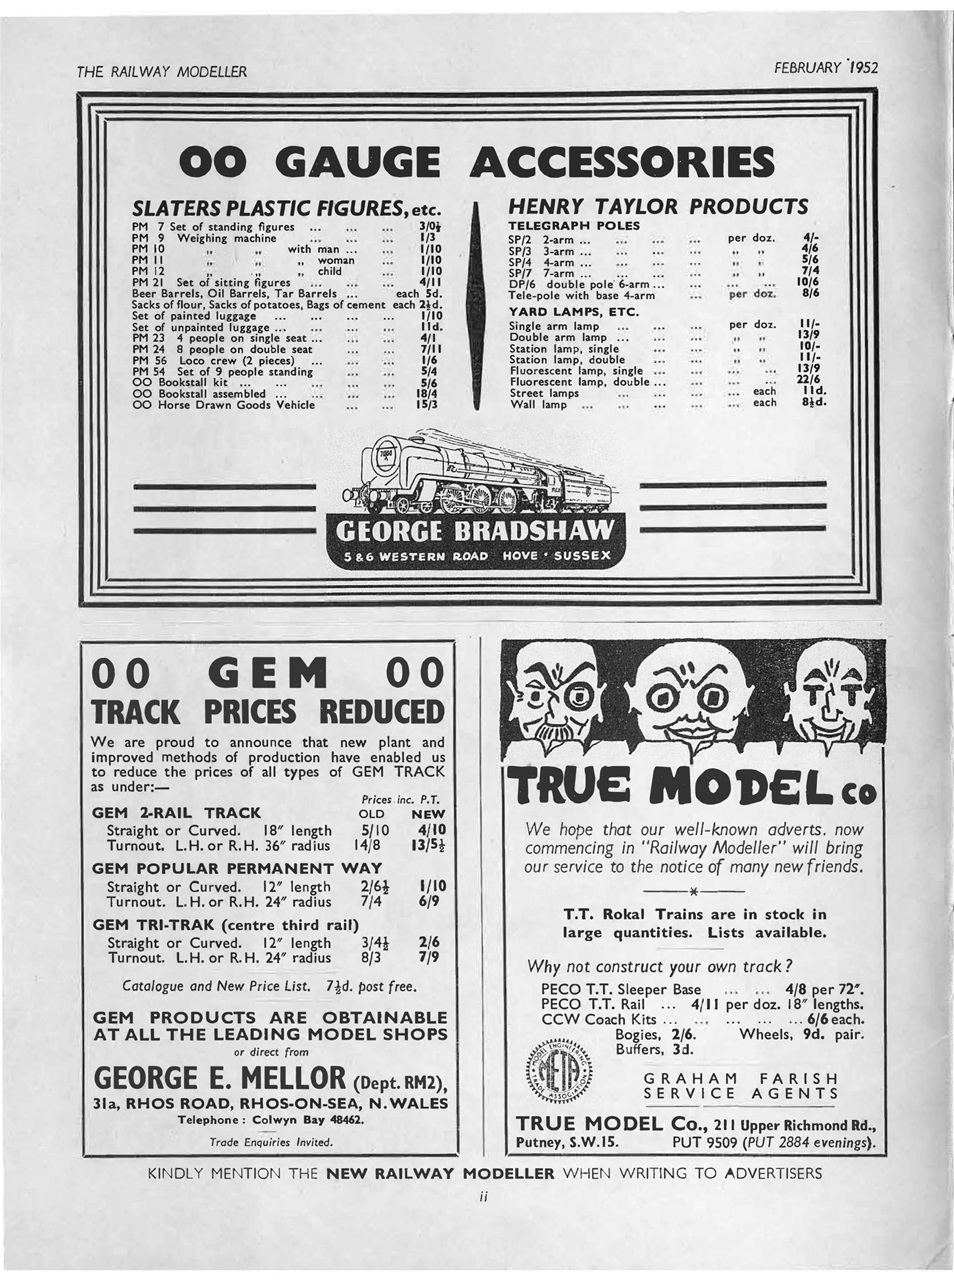 THE RAILWAY MODELLER
FEBRUARY 1952
OO GAUGE ACCESSORIES
SLATERS PLASTIC FIGURES, etc.
PM 7 Set of standing figures ... ... ... 3/0½
PM 9 Weighing machine ... ... ... 1/3
PM 10 „ „ with man ... ... 1/10
PM 11 „ „ „ woman ... 1/10
PM 12 „ „ „ child ... 1/10
PM 21 Set of sitting figures ... ... ... 4/11
Beer Barrels, Oil Barrels, Tar Barrels ... each 5d.
Sacks of flour, Sacks of potatoes, Bags of cement each 2½d.
Set of painted luggage ... ... ... ... 1/10
Set of unpainted luggage ... ... ... ... 11d.
PM 23 4 people on single seat ... ... ... 4/1
PM 24 8 people on double seat ... ... 7/11
PM 56 Loco crew (2 pieces) ... ... ... 1/6
PM 54 Set of 9 people standing ... ... 5/4
OO Bookstall kit ... ... ... ... ... 5/6
OO Bookstall assembled ... ... ... ... 18/4
OO Horse Drawn Goods Vehicle ... ... 15/3
HENRY TAYLOR PRODUCTS
TELEGRAPH POLES
SP/2 2-arm ... ... ... ... per doz. 4/-
SP/3 3-arm ... ... ... ... „ „ 4/6
SP/4 4-arm ... ... ... ... „ „ 5/6
SP/7 7-arm ... ... ... ... „ „ 7/4
DP/6 double pole 6-arm ... ... ... ... ... 10/6
Tele-pole with base 4-arm ... per doz. 8/6
YARD LAMPS, ETC.
Single arm lamp ... ... ... per doz. 11/-
Double arm lamp ... ... ... „ „ 13/9
Station lamp, single ... ... „ „ 10/-
Station lamp, double ... ... „ „ 11/-
Fluorescent lamp, single ... ... ... ... 13/9
Fluorescent lamp, double ... ... ... ... 22/6
Street lamps ... ... ... ... each 11d.
Wall lamp ... ... ... ... ... each 8½d.
GEORGE BRADSHAW
5 & 6 WESTERN ROAD HOVE • SUSSEX
OO GEM OO
TRACK PRICES REDUCED
We are proud to announce that new plant and
improved methods of production have enabled us
to reduce the prices of all types of GEM TRACK
as under:—
Prices inc. P.T.
GEM 2-RAIL TRACK OLD NEW
Straight or Curved. 18″ length 5/10 4/10
Turnout. L.H. or R.H. 36″ radius 14/8 13/5½
GEM POPULAR PERMANENT WAY
Straight or Curved. 12″ length 2/6½ 1/10
Turnout. L.H. or R.H. 24″ radius 7/4 6/9
GEM TRI-TRAK (centre third rail)
Straight or Curved. 12″ length 3/4½ 2/6
Turnout. L.H. or R.H. 24″ radius 8/3 7/9
Catalogue and New Price List. 7½d. post free.
GEM PRODUCTS ARE OBTAINABLE
AT ALL THE LEADING MODEL SHOPS
or direct from
GEORGE E. MELLOR (Dept. RM2),
31a, RHOS ROAD, RHOS-ON-SEA, N.WALES
Telephone : Colwyn Bay 48462.
Trade Enquiries Invited.
TRUE MODEL CO
We hope that our well-known adverts. now
commencing in "Railway Modeller" will bring
our service to the notice of many new friends.
T.T. Rokal Trains are in stock in
large quantities. Lists available.
Why not construct your own track?
PECO T.T. Sleeper Base ... ... 4/8 per 72″.
PECO T.T. Rail ... 4/11 per doz. 18″ lengths.
CCW Coach Kits ... ... ... ... ... 6/6 each.
Bogies, 2/6. Wheels, 9d. pair.
Buffers, 3d.
MODEL ENGINEERING
META
TRADE ASSOCIATION
GRAHAM FARISH
SERVICE AGENTS
TRUE MODEL Co., 211 Upper Richmond Rd.,
Putney, S.W.15. PUT 9509 (PUT 2884 evenings).
KINDLY MENTION THE NEW RAILWAY MODELLER WHEN WRITING TO ADVERTISERS
ii